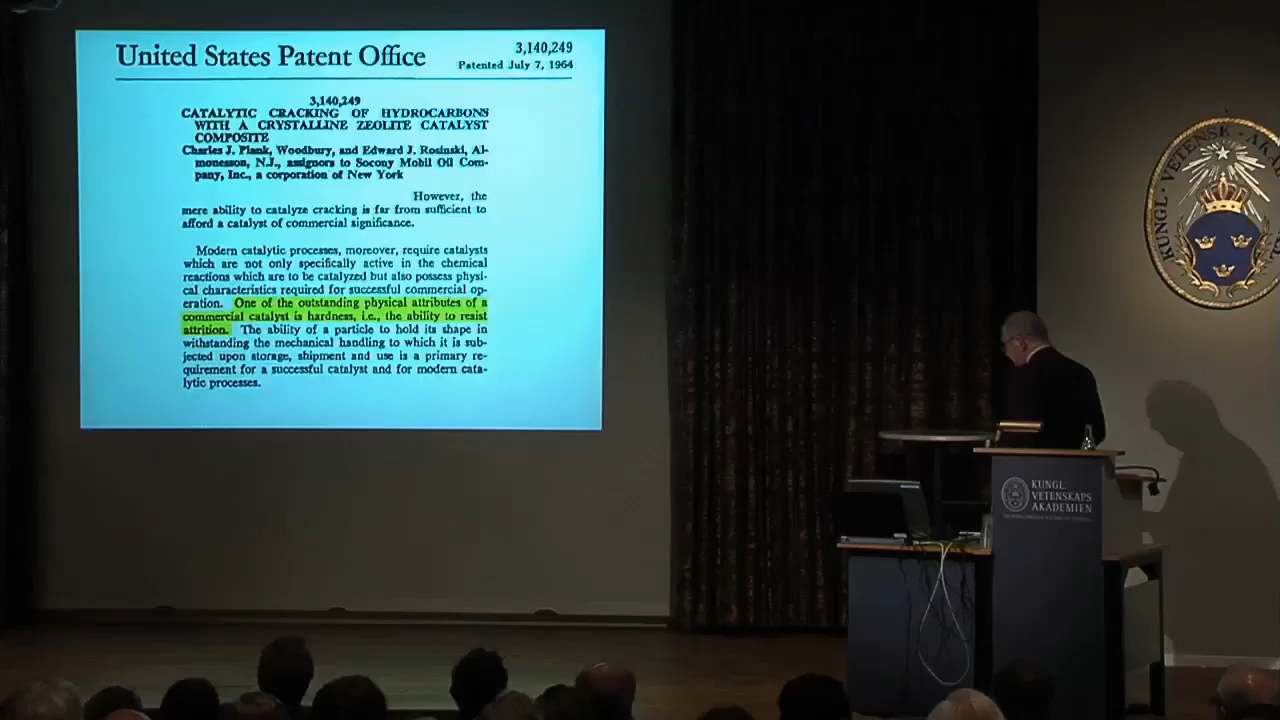 United States Patent Office
3,140,249
Patented July 7, 1964
3,140,249
CATALYTIC CRACKING OF HYDROCARBONS
WITH A CRYSTALLINE ZEOLITE CATALYST
COMPOSITE
Charles J. Plank, Woodbury, and Edward J. Rosinski, Al-
monesson, N.J., assignors to Socony Mobil Oil Com-
pany, Inc., a corporation of New York
However, the
mere ability to catalyze cracking is far from sufficient to
afford a catalyst of commercial significance.
Modern catalytic processes, moreover, require catalysts
which are not only specifically active in the chemical
reactions which are to be catalyzed but also possess physi-
cal characteristics required for successful commercial op-
eration. One of the outstanding physical attributes of a
commercial catalyst is hardness, i.e., the ability to resist
attrition. The ability of a particle to hold its shape in
withstanding the mechanical handling to which it is sub-
jected upon storage, shipment and use is a primary re-
quirement for a successful catalyst and for modern cata-
lytic processes.
KUNGL. VETENSK. AKA
KUNGL.
VETENSKAPS
AKADEMIEN